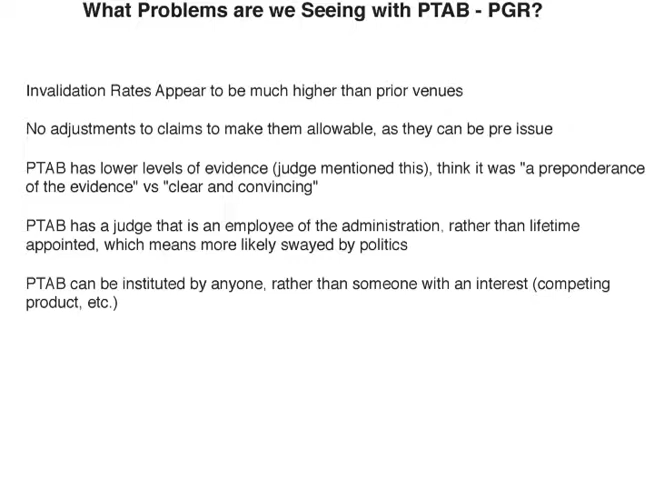 What Problems are we Seeing with PTAB - PGR?
Invalidation Rates Appear to be much higher than prior venues
No adjustments to claims to make them allowable, as they can be pre issue
PTAB has lower levels of evidence (judge mentioned this), think it was "a preponderance
of the evidence" vs "clear and convincing"
PTAB has a judge that is an employee of the administration, rather than lifetime
appointed, which means more likely swayed by politics
PTAB can be instituted by anyone, rather than someone with an interest (competing
product, etc.)